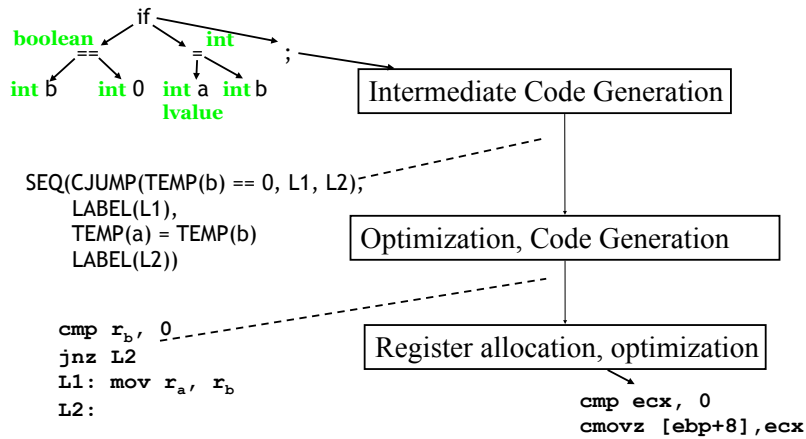 if
boolean
int
==
=
;
int b
int 0
int a
int b
lvalue
Intermediate Code Generation
SEQ(CJUMP(TEMP(b) == 0, L1, L2),
LABEL(L1),
TEMP(a) = TEMP(b)
LABEL(L2))
Optimization, Code Generation
cmp rb, 0
jnz L2
L1: mov ra, rb
L2:
Register allocation, optimization
cmp ecx, 0
cmovz [ebp+8],ecx